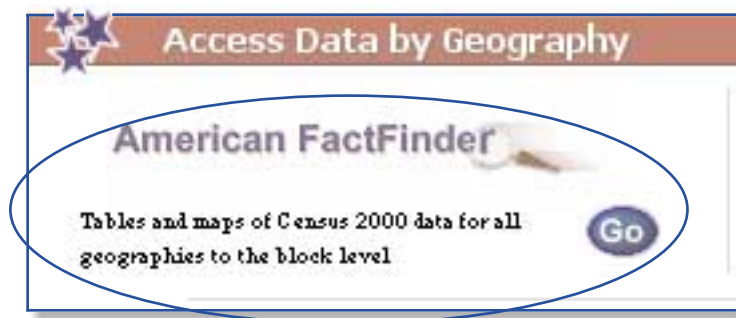 Access Data by Geography
American FactFinder
Tables and maps of Census 2000 data for all
geographies to the block level
Go